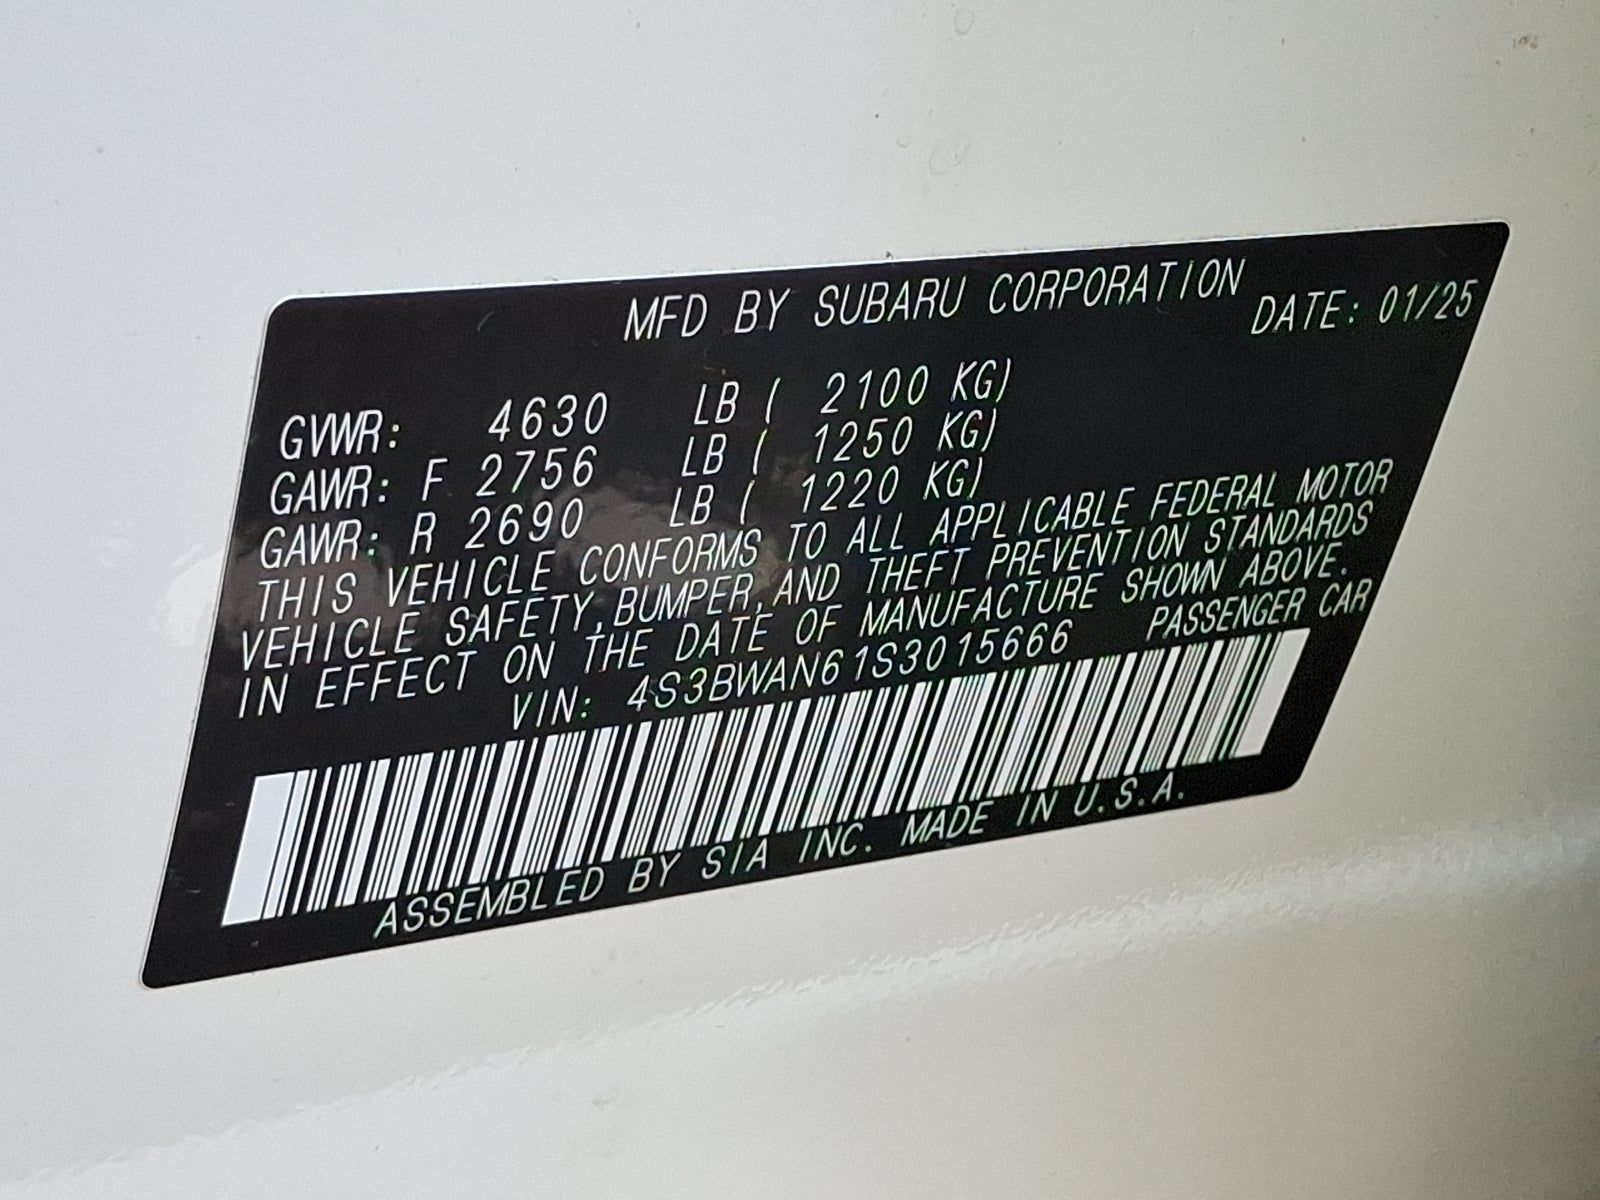 MFD BY SUBARU CORPORATION
DATE: 01/25
GVWR: 4630 LB ( 2100 KG)
GAWR: F 2756 LB ( 1250 KG)
GAWR: R 2690 LB ( 1220 KG)
THIS VEHICLE CONFORMS TO ALL APPLICABLE FEDERAL MOTOR
VEHICLE SAFETY,BUMPER,AND THEFT PREVENTION STANDARDS
IN EFFECT ON THE DATE OF MANUFACTURE SHOWN ABOVE.
VIN: 4S3BWAN61S3015666 PASSENGER CAR
ASSEMBLED BY SIA INC. MADE IN U.S.A.